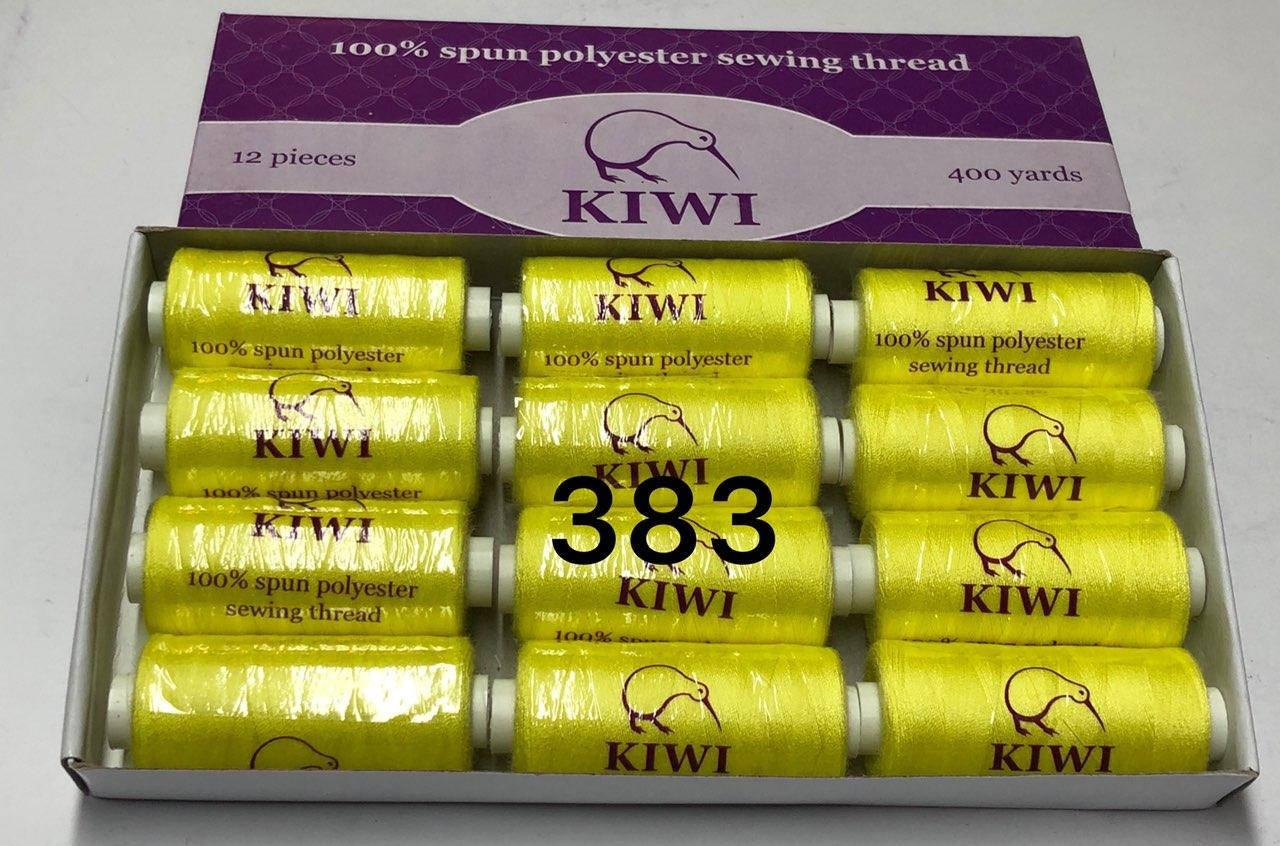 100% spun polyester sewing thread
12 pieces
KIWI
400 yards
KIWI
100% spun polyester
KIWI
100% spun polyester
KIWI
100% spun polyester
sewing thread
KIWI
100% spun polyester
KIWI
KIWI
KIWI
100% spun polyester
sewing thread
383
KIWI
KIWI
KIWI
KIWI